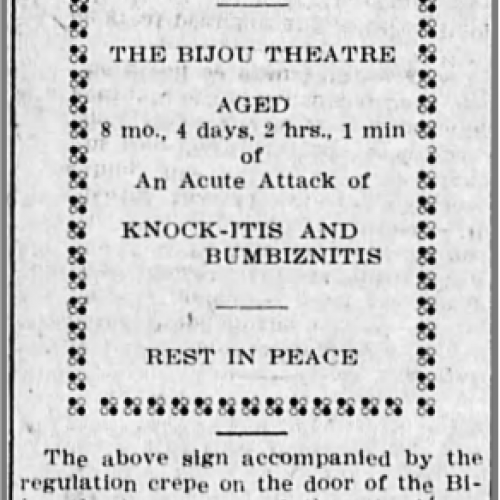 THE BIJOU THEATRE
AGED
8 mo., 4 days, 2 hrs., 1 min
of
An Acute Attack of
KNOCK-ITIS AND
BUMBIZNITIS
REST IN PEACE
The above sign accompanied by the
regulation crepe on the door of the Bi-